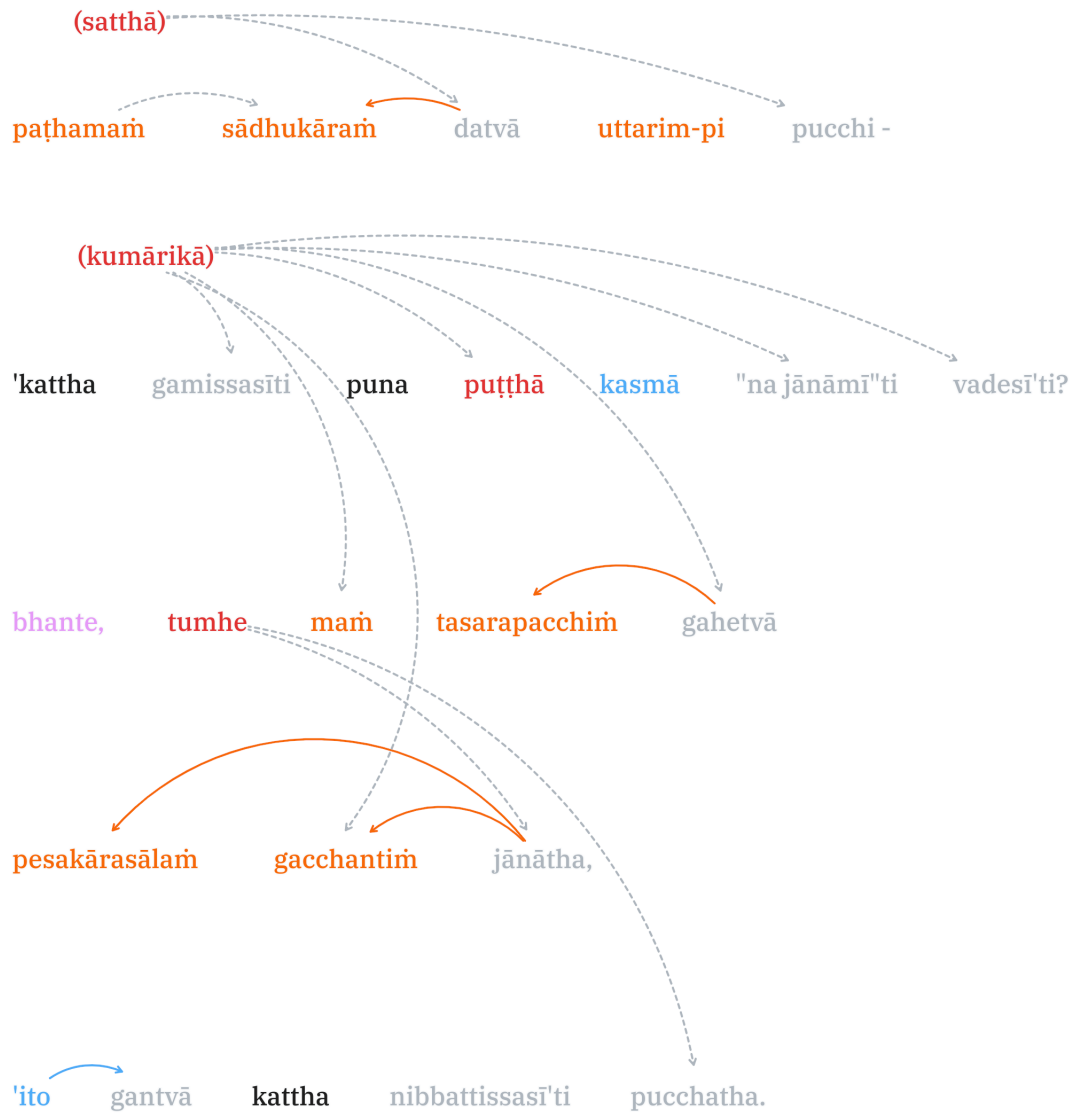 (satthā)
paṭhamaṁ sādhukāraṁ datvā uttarim-pi pucchi -
(kumārikā)
'kattha gamissasīti puna puṭṭhā kasmā "na jānāmī"ti vadesī'ti?
bhante, tumhe maṁ tasarapacchiṁ gahetvā
pesakārasālaṁ gacchantiṁ jānātha,
'ito gantvā kattha nibbattissasī'ti pucchatha.